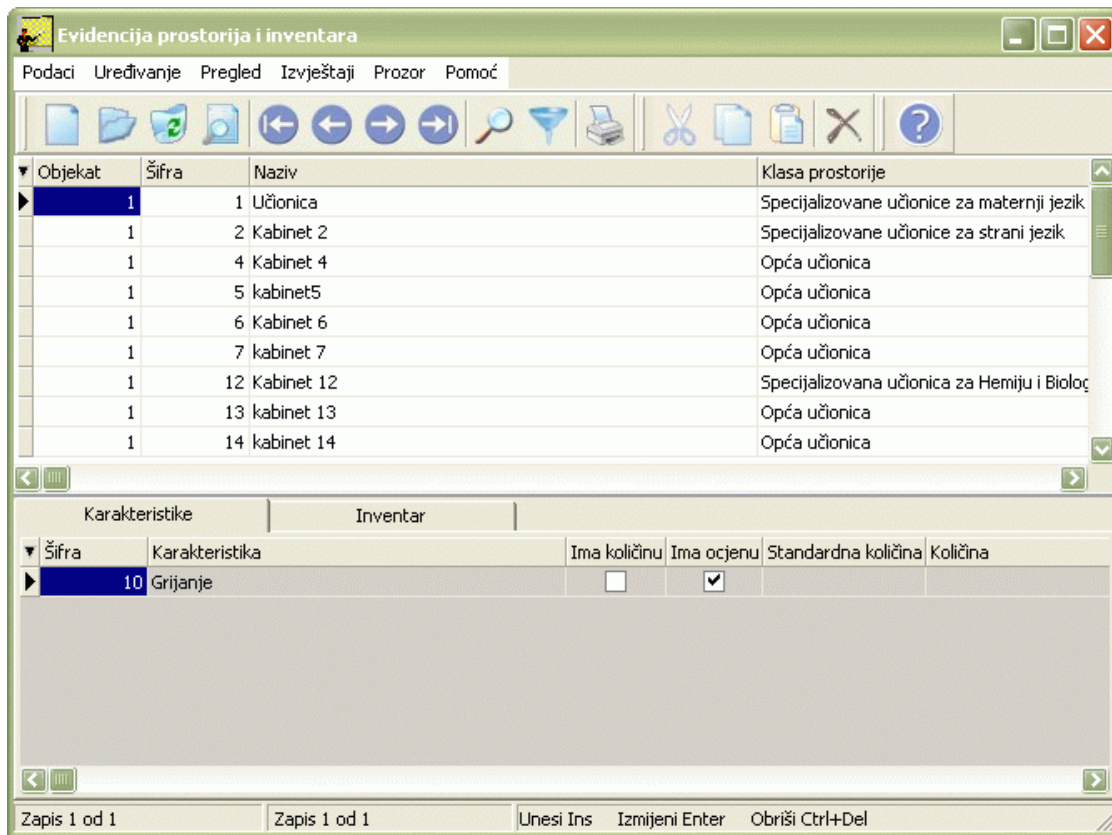 Evidencija prostorija i inventara
Podaci Uređivanje Pregled Izvještaji Prozor Pomoć
Objekat Šifra Naziv Klasa prostorije
1 1 Učionica Specijalizovane učionice za maternji jezik
1 2 Kabinet 2 Specijalizovane učionice za strani jezik
1 4 Kabinet 4 Opća učionica
1 5 kabinet5 Opća učionica
1 6 Kabinet 6 Opća učionica
1 7 kabinet 7 Opća učionica
1 12 Kabinet 12 Specijalizovana učionica za Hemiju i Biolog
1 13 kabinet 13 Opća učionica
1 14 kabinet 14 Opća učionica
Karakteristike Inventar
Šifra Karakteristika Ima količinu Ima ocjenu Standardna količina Količina
10 Grijanje
Zapis 1 od 1 Zapis 1 od 1 Unesi Ins Izmijeni Enter Obriši Ctrl+Del